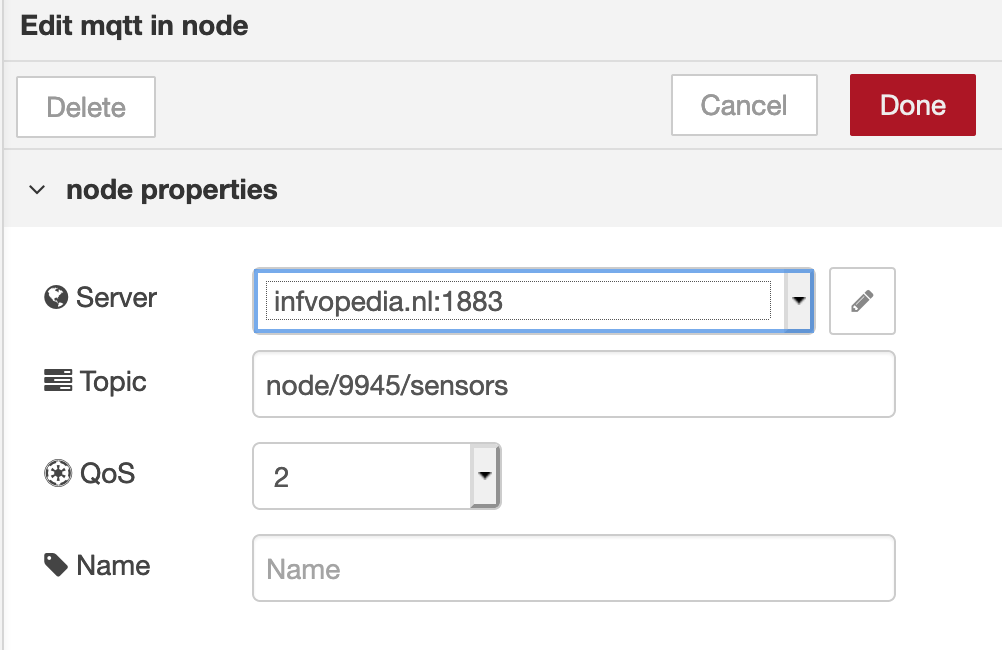 Edit mqtt in node
Delete
Cancel
Done
node properties
Server
infvopedia.nl:1883
Topic
node/9945/sensors
QoS
2
Name
Name